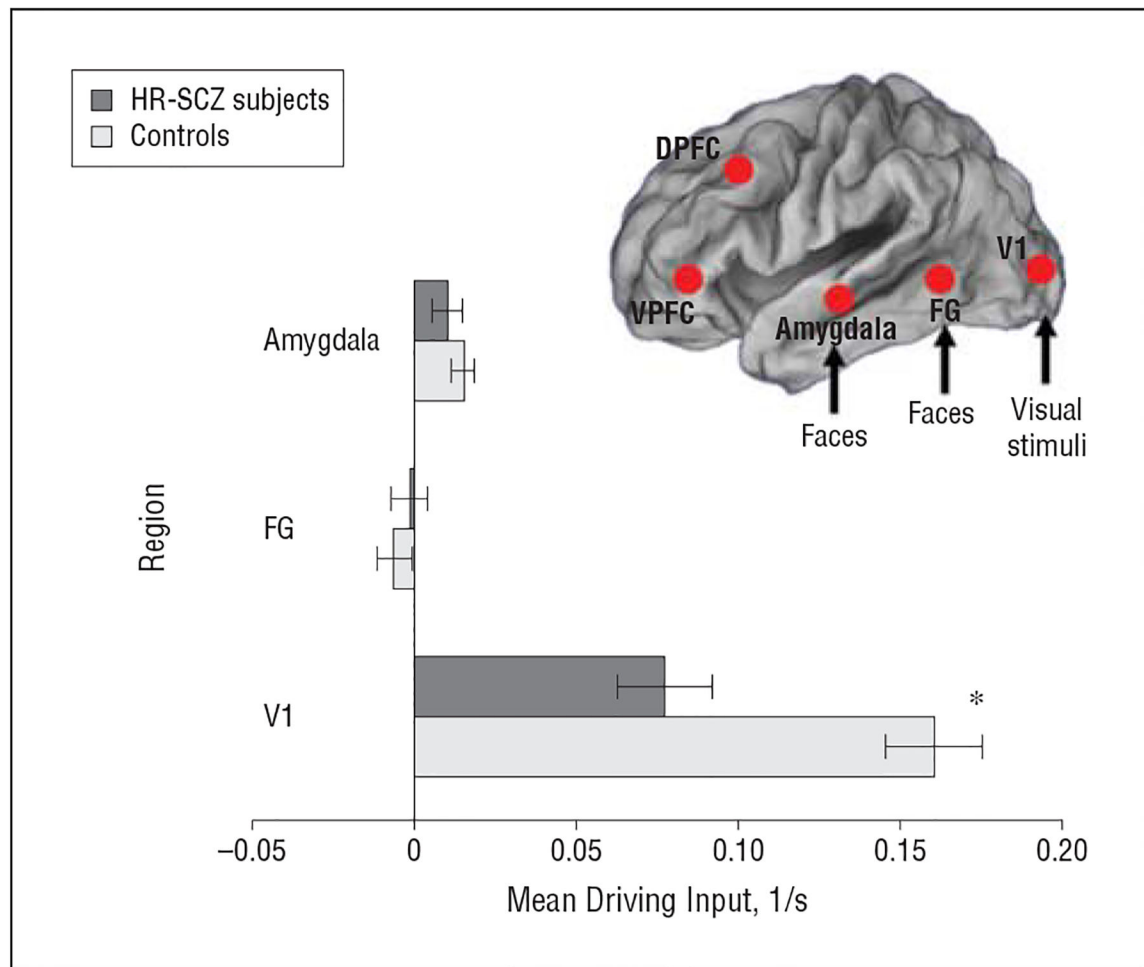 HR-SCZ subjects
Controls
DPFC
V1
VPFC
Amygdala
FG
Faces
Faces
Visual
stimuli
Amygdala
FG
V1
Region
*
−0.05
0
0.05
0.10
0.15
0.20
Mean Driving Input, 1/s